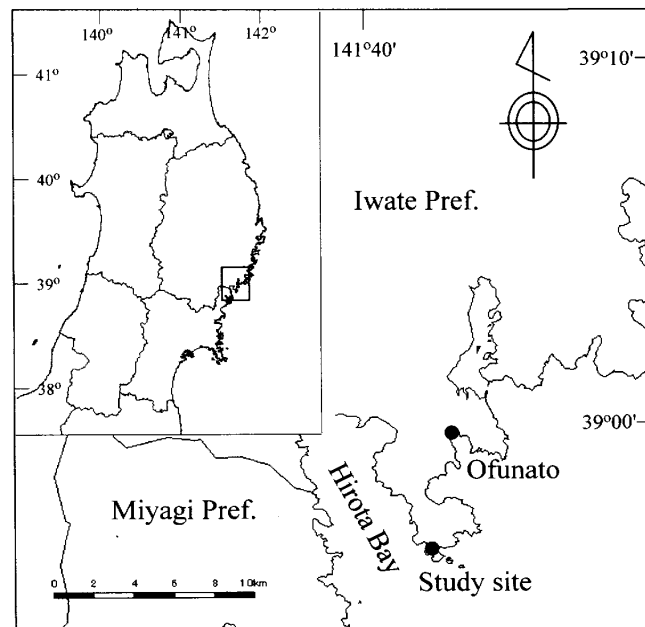 140° 141° 142°
41°
40°
39°
38°
141°40'
39°10'
Iwate Pref.
39°00'
Ofunato
Hirota Bay
Miyagi Pref.
Study site
0 2 4 6 8 10km